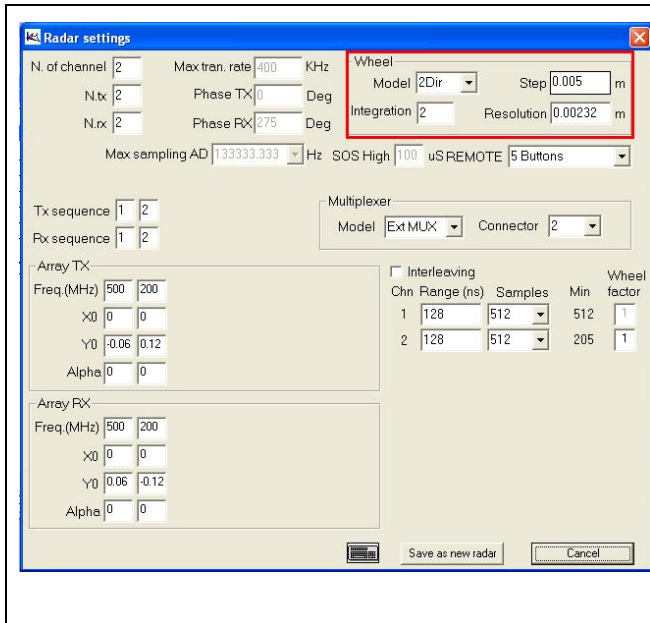 Radar settings
N. of channel 2 Max tran. rate 400 KHz
N.tx 2 Phase TX 0 Deg
N.rx 2 Phase RX 275 Deg
Wheel
Model 2Dir Step 0.005 m
Integration 2 Resolution 0.00232 m
Max sampling AD 133333.333 Hz SOS High 100 uS REMOTE 5 Buttons
Tx sequence 1 2
Rx sequence 1 2
Multiplexer
Model Ext MUX Connector 2
Array TX
Freq.(MHz) 500 200
X0 0 0
Y0 -0.06 0.12
Alpha 0 0
Interleaving
Chn Range (ns) Samples Min Wheel factor
1 128 512 512 1
2 128 512 205 1
Array RX
Freq.(MHz) 500 200
X0 0 0
Y0 0.06 -0.12
Alpha 0 0
Save as new radar Cancel